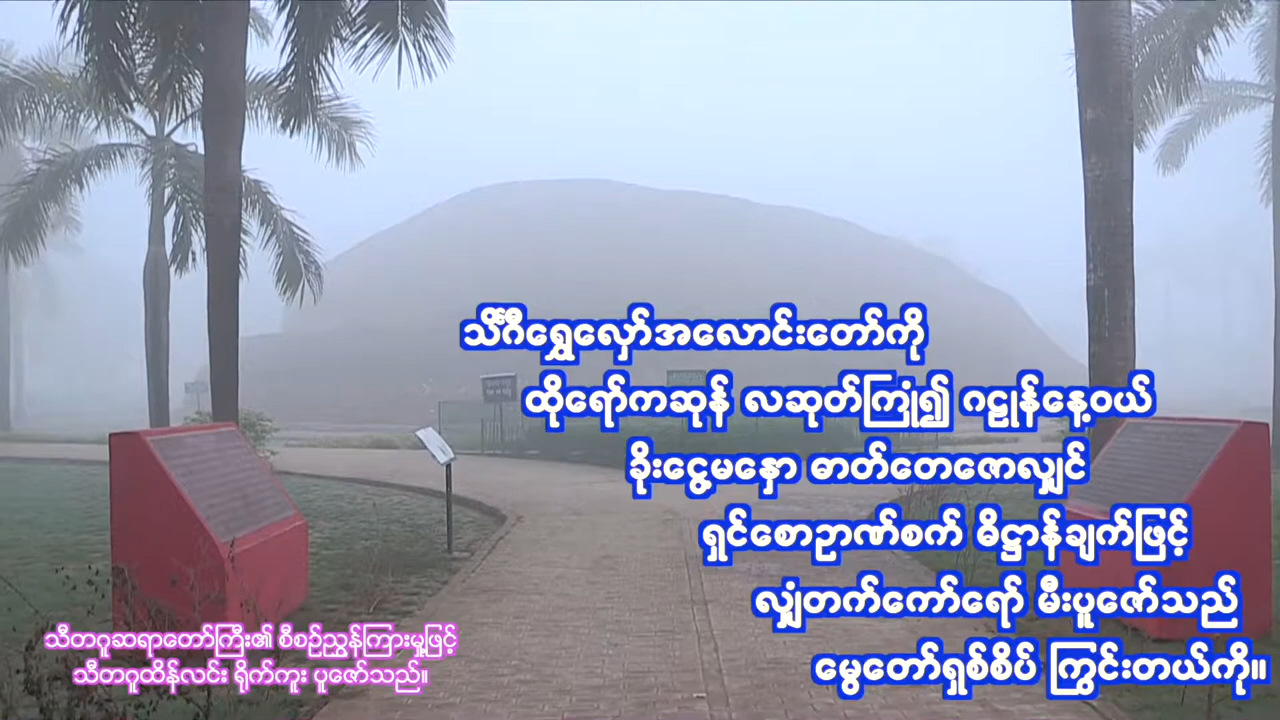 သိင်္ဂီရွှေလှော်အလောင်းတော်ကို
ထိုရော်ကဆုန် လဆုတ်ကြုံ၍ ဂဠုန်နေ့ဝယ်
ခိုးငွေ့မနှော ဓာတ်တေဇောလျှင်
ရှင်စောဉာဏ်စက် ဓိဋ္ဌာန်ချက်ဖြင့်
လျှံတက်ကော်ရော် မီးပူဇော်သည်
မွေတော်ရှစ်စိပ် ကြွင်းတယ်ကို။
သီတဂူဆရာတော်ကြီး၏ စီစဉ်ညွှန်ကြားမှု့ဖြင့်
သီတဂူထိန်လင်း ရိုက်ကူး ပူဇော်သည်။